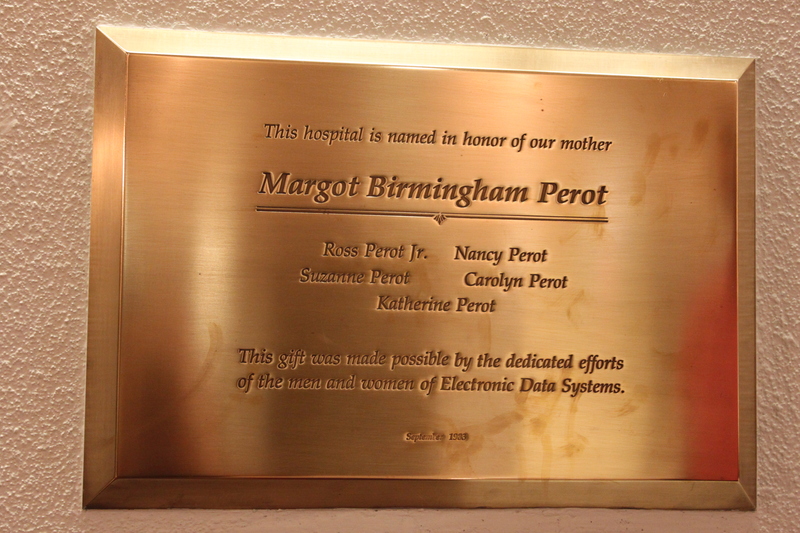 This hospital is named in honor of our mother
Margot Birmingham Perot
Ross Perot Jr. Nancy Perot
Suzanne Perot Carolyn Perot
Katherine Perot
This gift was made possible by the dedicated efforts
of the men and women of Electronic Data Systems.
September